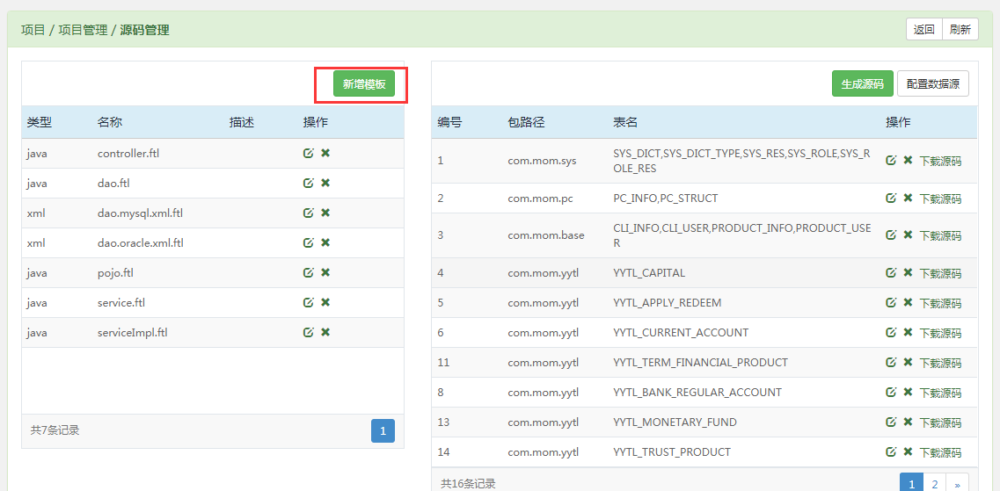 项目 / 项目管理 / 源码管理
返回 刷新
新增模板
类型 名称 描述 操作
java controller.ftl
java dao.ftl
xml dao.mysql.xml.ftl
xml dao.oracle.xml.ftl
java pojo.ftl
java service.ftl
java serviceImpl.ftl
共7条记录 1
生成源码 配置数据源
编号 包路径 表名 操作
1 com.mom.sys SYS_DICT,SYS_DICT_TYPE,SYS_RES,SYS_ROLE,SYS_R 下载源码
OLE_RES
2 com.mom.pc PC_INFO,PC_STRUCT 下载源码
3 com.mom.base CLI_INFO,CLI_USER,PRODUCT_INFO,PRODUCT_USE 下载源码
R
4 com.mom.yytl YYTL_CAPITAL 下载源码
5 com.mom.yytl YYTL_APPLY_REDEEM 下载源码
6 com.mom.yytl YYTL_CURRENT_ACCOUNT 下载源码
11 com.mom.yytl YYTL_TERM_FINANCIAL_PRODUCT 下载源码
8 com.mom.yytl YYTL_BANK_REGULAR_ACCOUNT 下载源码
13 com.mom.yytl YYTL_MONETARY_FUND 下载源码
14 com.mom.yytl YYTL_TRUST_PRODUCT 下载源码
共16条记录 1 2 »